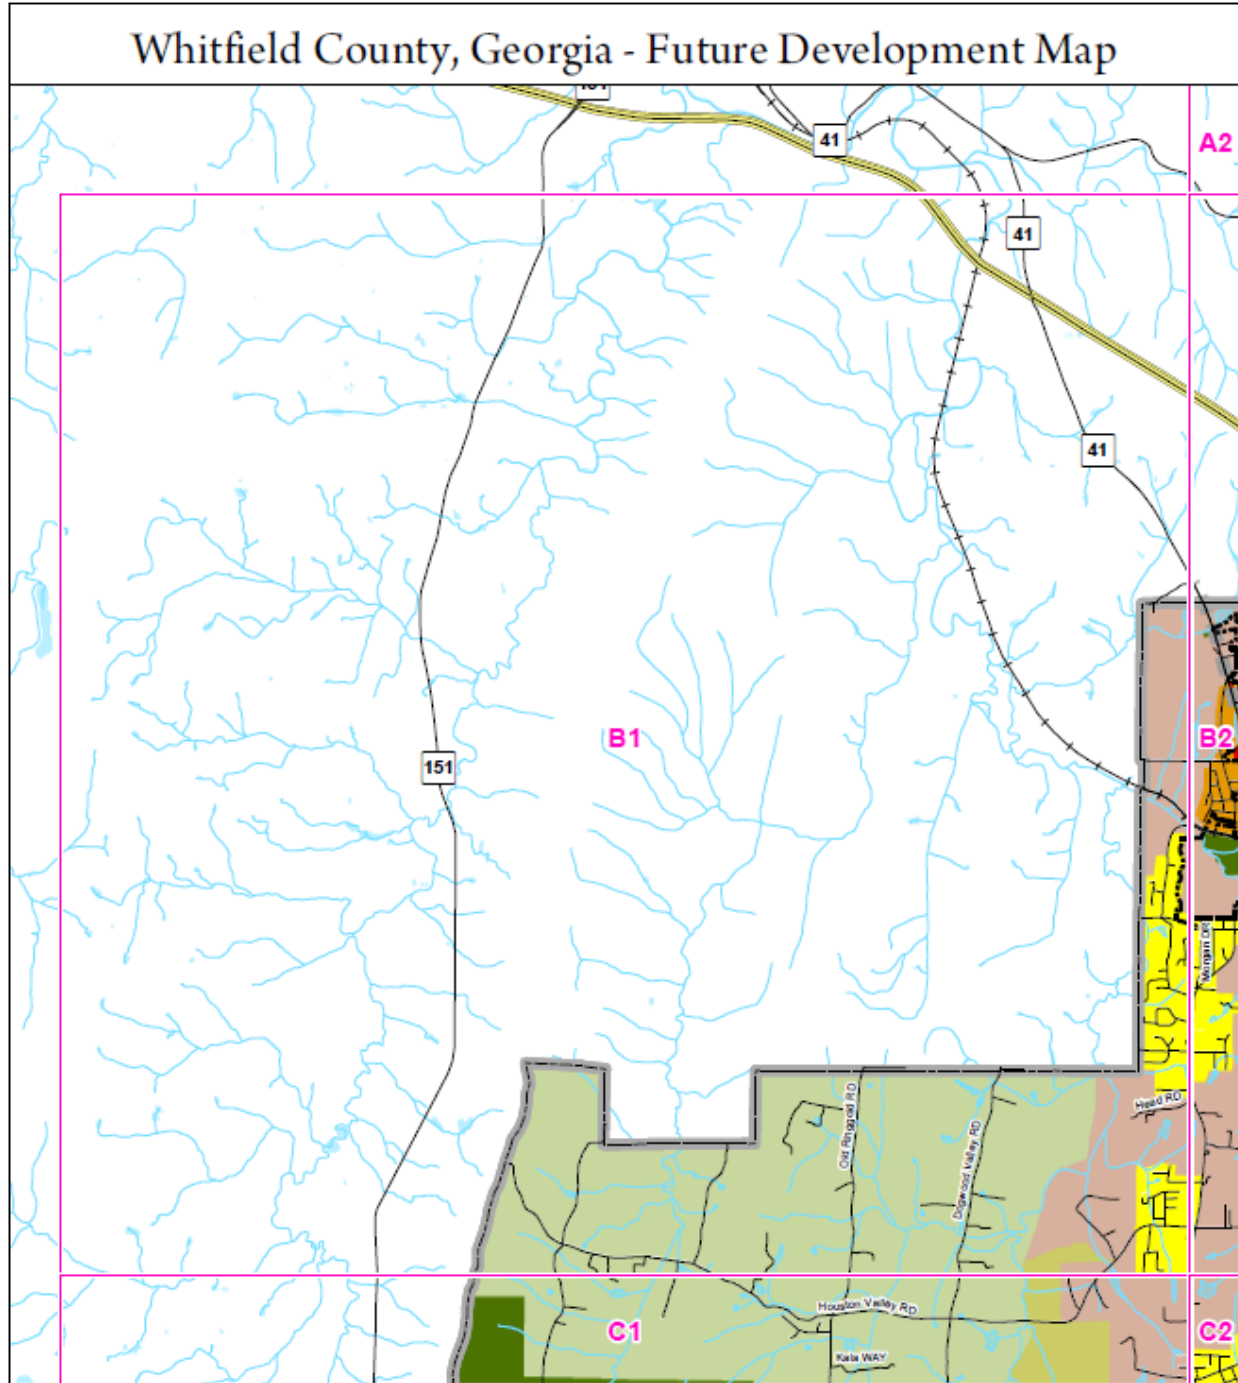 Whitfield County, Georgia - Future Development Map
41
A2
41
41
B1
B2
151
Morgan DR
Head RD
Old Ringgold RD
Dogwood Valley RD
Houston Valley RD
C1
C2
Kala WAY